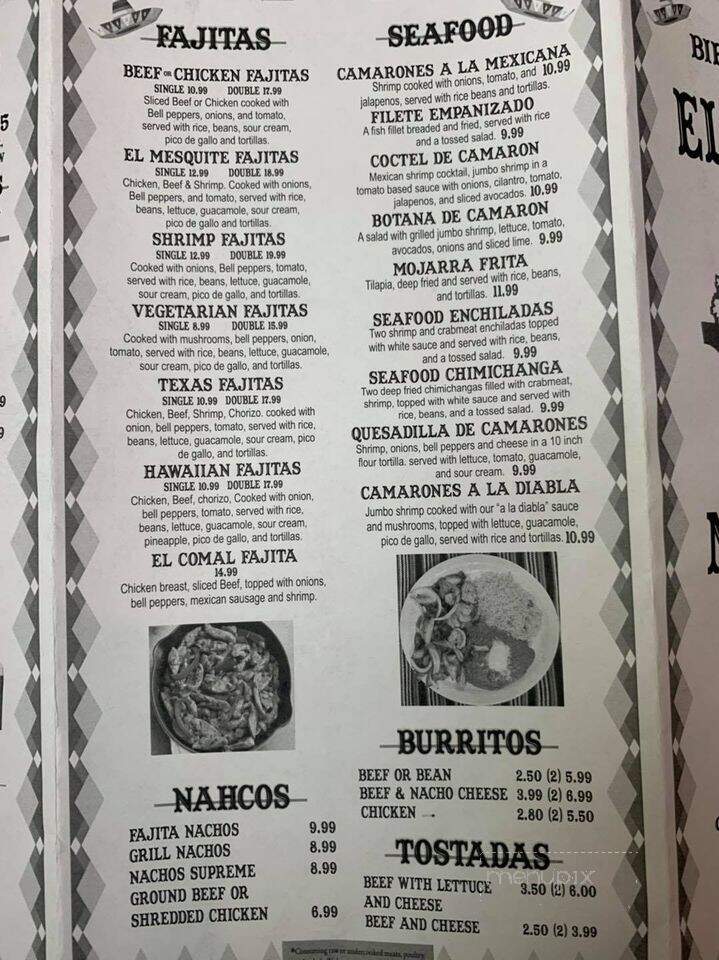 FAJITAS
BEEF OR CHICKEN FAJITAS
SINGLE 10.99 DOUBLE 17.99
Sliced Beef or Chicken cooked with
Bell peppers, onions, and tomato,
served with rice, beans, sour cream,
pico de gallo and tortillas.
EL MESQUITE FAJITAS
SINGLE 12.99 DOUBLE 18.99
Chicken, Beef & Shrimp. Cooked with onions,
Bell peppers, and tomato, served with rice,
beans, lettuce, guacamole, sour cream,
pico de gallo and tortillas.
SHRIMP FAJITAS
SINGLE 12.99 DOUBLE 19.99
Cooked with onions, Bell peppers, tomato,
served with rice, beans, lettuce, guacamole,
sour cream, pico de gallo, and tortillas.
VEGETARIAN FAJITAS
SINGLE 8.99 DOUBLE 15.99
Cooked with mushrooms, bell peppers, onion,
tomato, served with rice, beans, lettuce, guacamole,
sour cream, pico de gallo, and tortillas.
TEXAS FAJITAS
SINGLE 10.99 DOUBLE 17.99
Chicken, Beef, Shrimp, Chorizo. cooked with
onion, bell peppers, tomato, served with rice,
beans, lettuce, guacamole, sour cream, pico
de gallo, and tortillas.
HAWAIIAN FAJITAS
SINGLE 10.99 DOUBLE 17.99
Chicken, Beef, chorizo, Cooked with onion,
bell peppers, tomato, served with rice,
beans, lettuce, guacamole, sour cream,
pineapple, pico de gallo, and tortillas.
EL COMAL FAJITA
14.99
Chicken breast, sliced Beef, topped with onions,
bell peppers, mexican sausage and shrimp.
NAHCOS
FAJITA NACHOS 9.99
GRILL NACHOS 8.99
NACHOS SUPREME 8.99
GROUND BEEF OR
SHREDDED CHICKEN 6.99
SEAFOOD
CAMARONES A LA MEXICANA
Shrimp cooked with onions, tomato, and 10.99
jalapenos, served with rice beans and tortillas.
FILETE EMPANIZADO
A fish fillet breaded and fried, served with rice
and a tossed salad. 9.99
COCTEL DE CAMARON
Mexican shrimp cocktail, jumbo shrimp in a
tomato based sauce with onions, cilantro, tomato,
jalapenos, and sliced avocados. 10.99
BOTANA DE CAMARON
A salad with grilled jumbo shrimp, lettuce, tomato,
avocados, onions and sliced lime. 9.99
MOJARRA FRITA
Tilapia, deep fried and served with rice, beans,
and tortillas. 11.99
SEAFOOD ENCHILADAS
Two shrimp and crabmeat enchiladas topped
with white sauce and served with rice, beans,
and a tossed salad. 9.99
SEAFOOD CHIMICHANGA
Two deep fried chimichangas filled with crabmeat,
shrimp, topped with white sauce and served with
rice, beans, and a tossed salad. 9.99
QUESADILLA DE CAMARONES
Shrimp, onions, bell peppers and cheese in a 10 inch
flour tortilla. served with lettuce, tomato, guacamole,
and sour cream. 9.99
CAMARONES A LA DIABLA
Jumbo shrimp cooked with our "a la diabla" sauce
and mushrooms, topped with lettuce, guacamole,
pico de gallo, served with rice and tortillas. 10.99
BURRITOS
BEEF OR BEAN 2.50 (2) 5.99
BEEF & NACHO CHEESE 3.99 (2) 6.99
CHICKEN 2.80 (2) 5.50
TOSTADAS
BEEF WITH LETTUCE 3.50 (2) 6.00
AND CHEESE
BEEF AND CHEESE 2.50 (2) 3.99
menupix
*Consuming raw or undercooked meats, poultry,